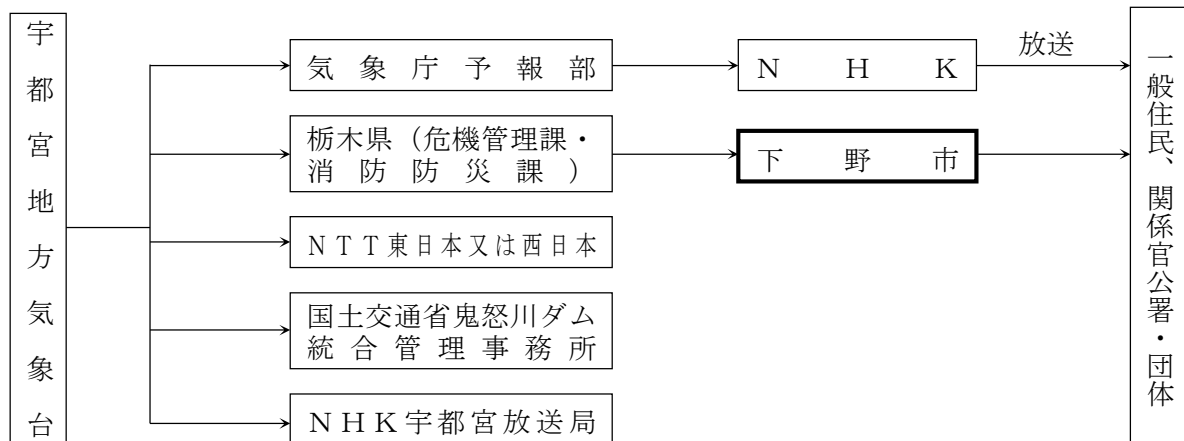 宇都宮地方気象台
気象庁予報部
NHK
放送
栃木県（危機管理課・
消防防災課）
下野市
NTT東日本又は西日本
国土交通省鬼怒川ダム
統合管理事務所
NHK宇都宮放送局
一般住民、関係官公署・団体